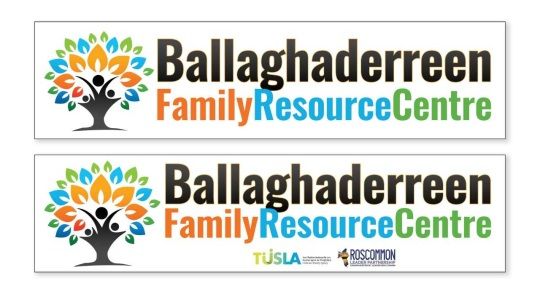 Ballaghaderreen
FamilyResourceCentre
Ballaghaderreen
FamilyResourceCentre
TUSLA
ROSCOMMON
LEADER PARTNERSHIP